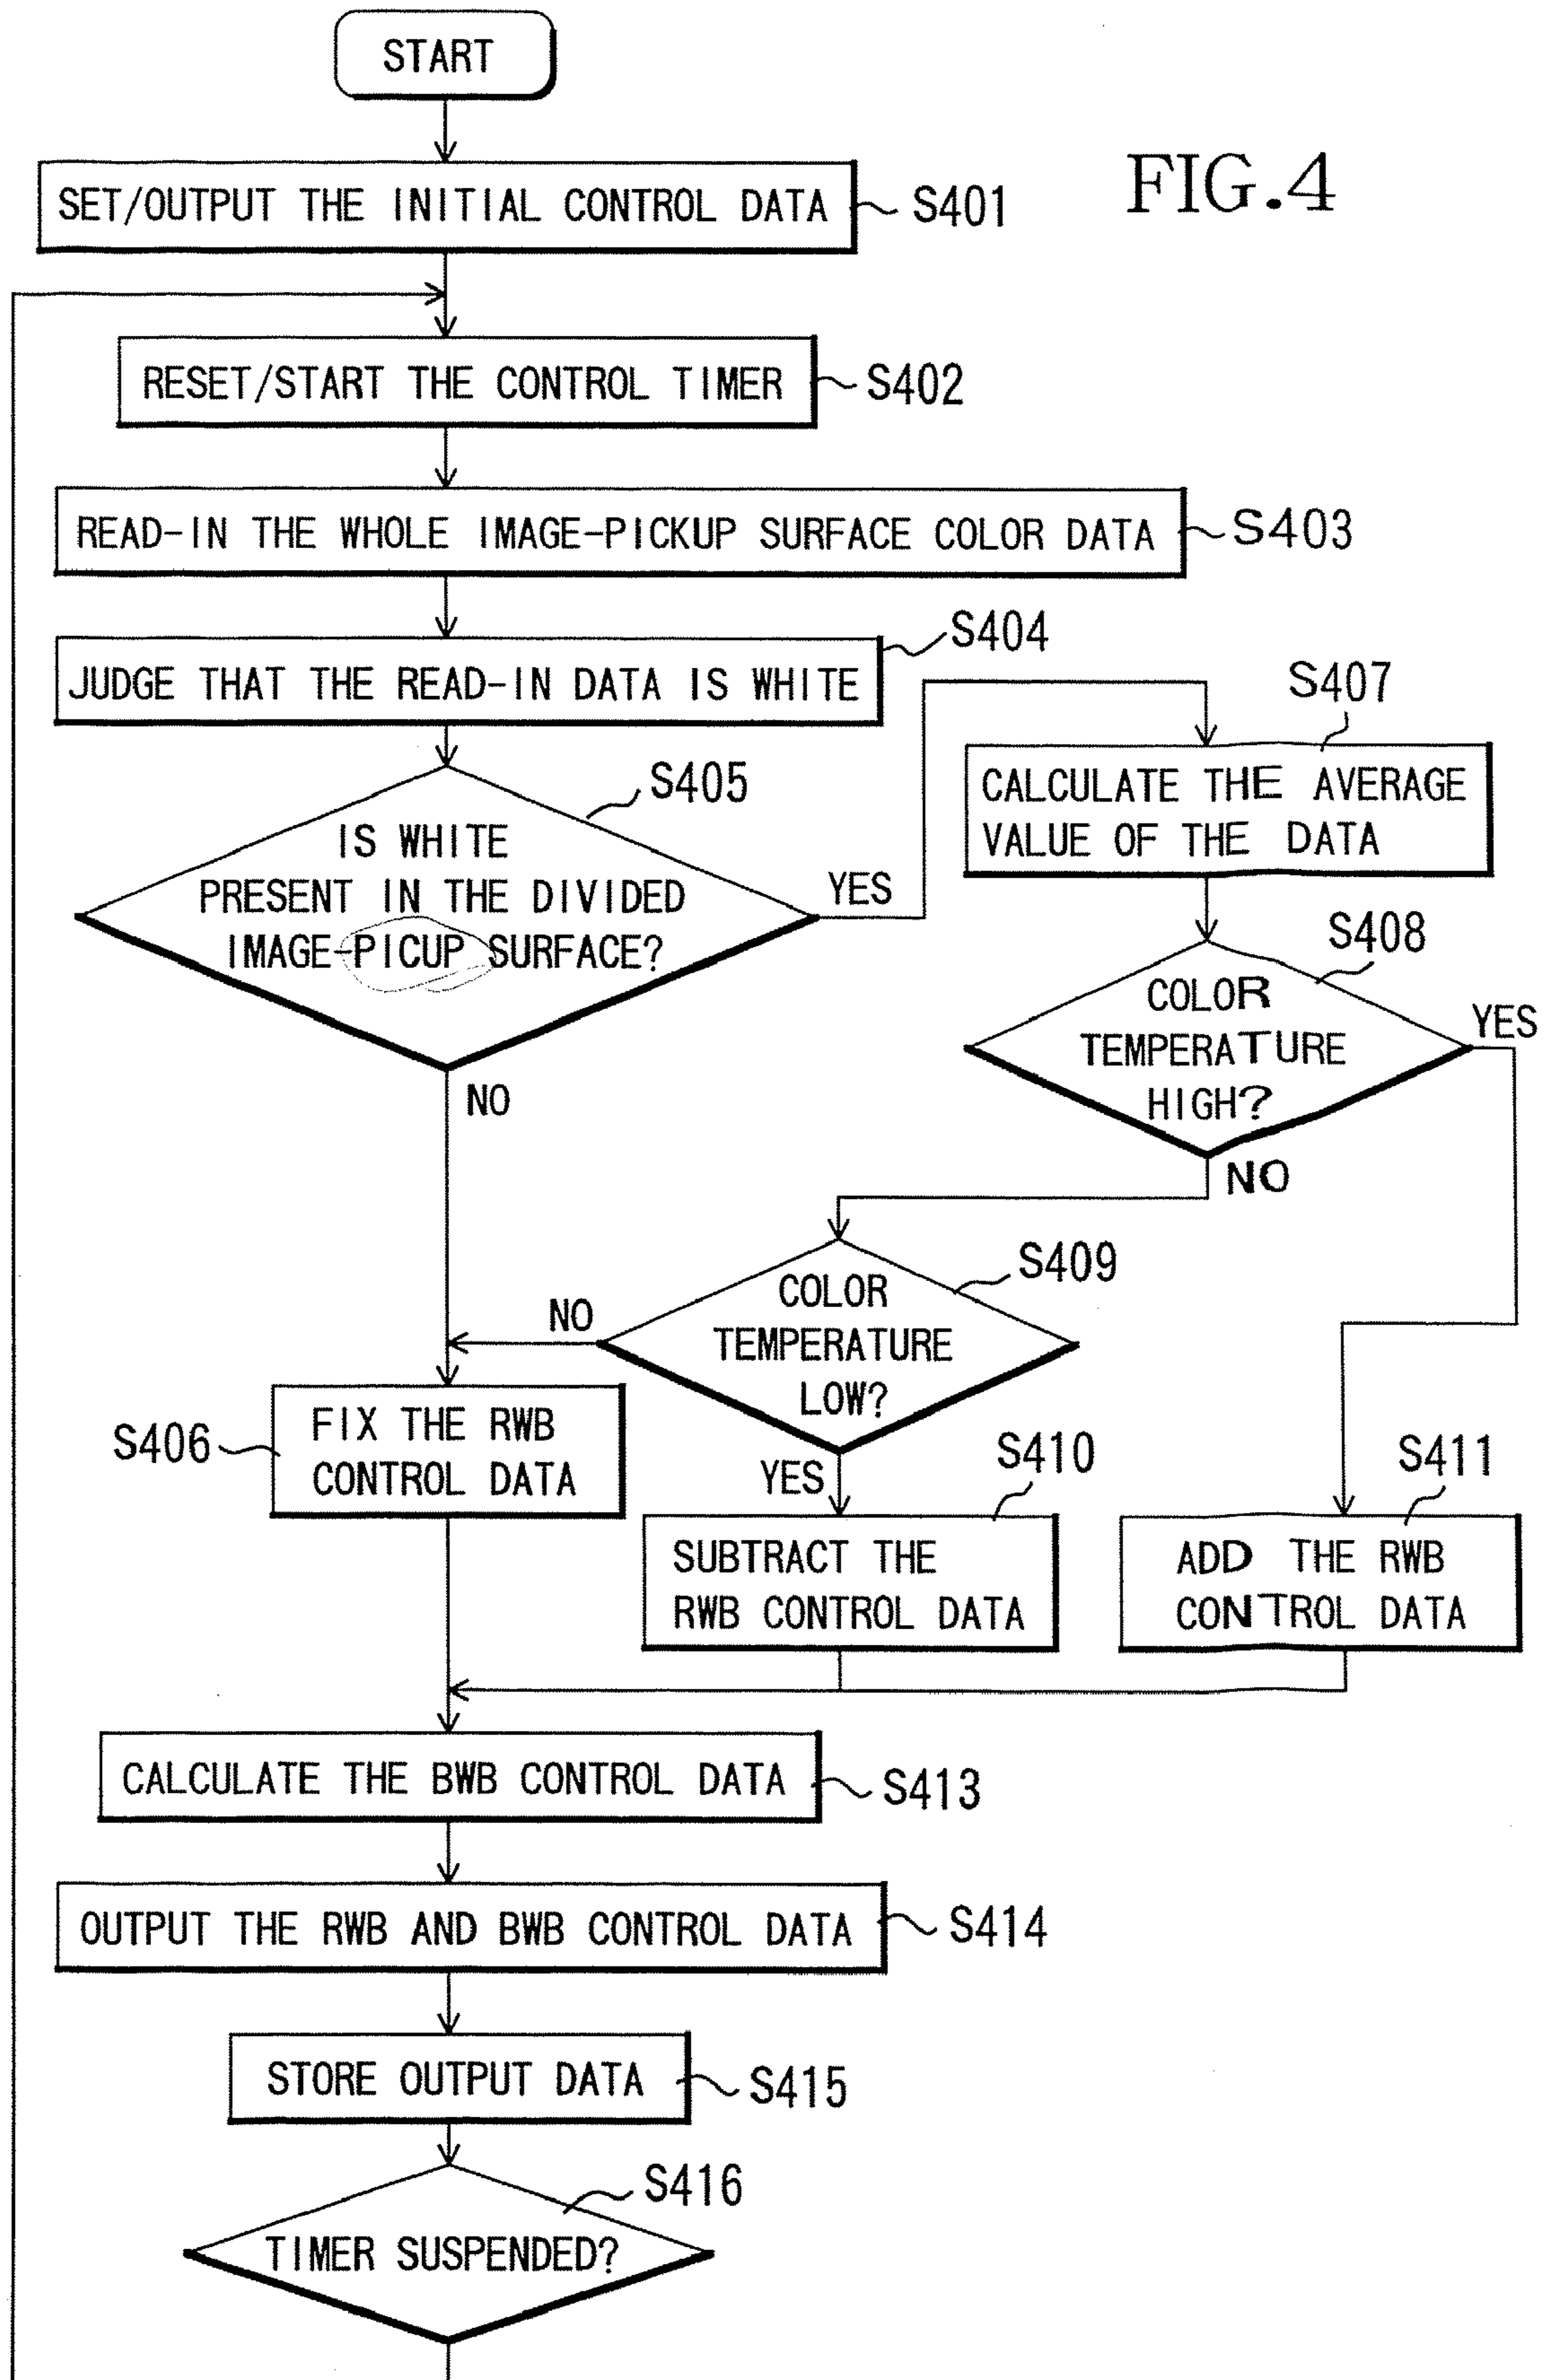 START
FIG.4
SET/OUTPUT THE INITIAL CONTROL DATA
S401
RESET/START THE CONTROL TIMER
S402
READ-IN THE WHOLE IMAGE-PICKUP SURFACE COLOR DATA
S403
JUDGE THAT THE READ-IN DATA IS WHITE
S404
IS WHITE
PRESENT IN THE DIVIDED
IMAGE-PICUP SURFACE?
S405
YES
NO
S407
CALCULATE THE AVERAGE
VALUE OF THE DATA
S408
COLOR
TEMPERATURE
HIGH?
YES
NO
S409
COLOR
TEMPERATURE
LOW?
NO
YES
S406
FIX THE RWB
CONTROL DATA
S410
SUBTRACT THE
RWB CONTROL DATA
S411
ADD THE RWB
CONTROL DATA
CALCULATE THE BWB CONTROL DATA
S413
OUTPUT THE RWB AND BWB CONTROL DATA
S414
STORE OUTPUT DATA
S415
S416
TIMER SUSPENDED?